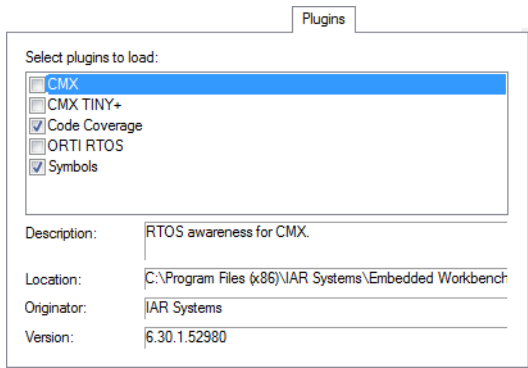 Plugins
Select plugins to load:
CMX
CMX TINY+
Code Coverage
ORTI RTOS
Symbols
Description: RTOS awareness for CMX.
Location: C:\Program Files (x86)\IAR Systems\Embedded Workbench
Originator: IAR Systems
Version: 6.30.1.52980